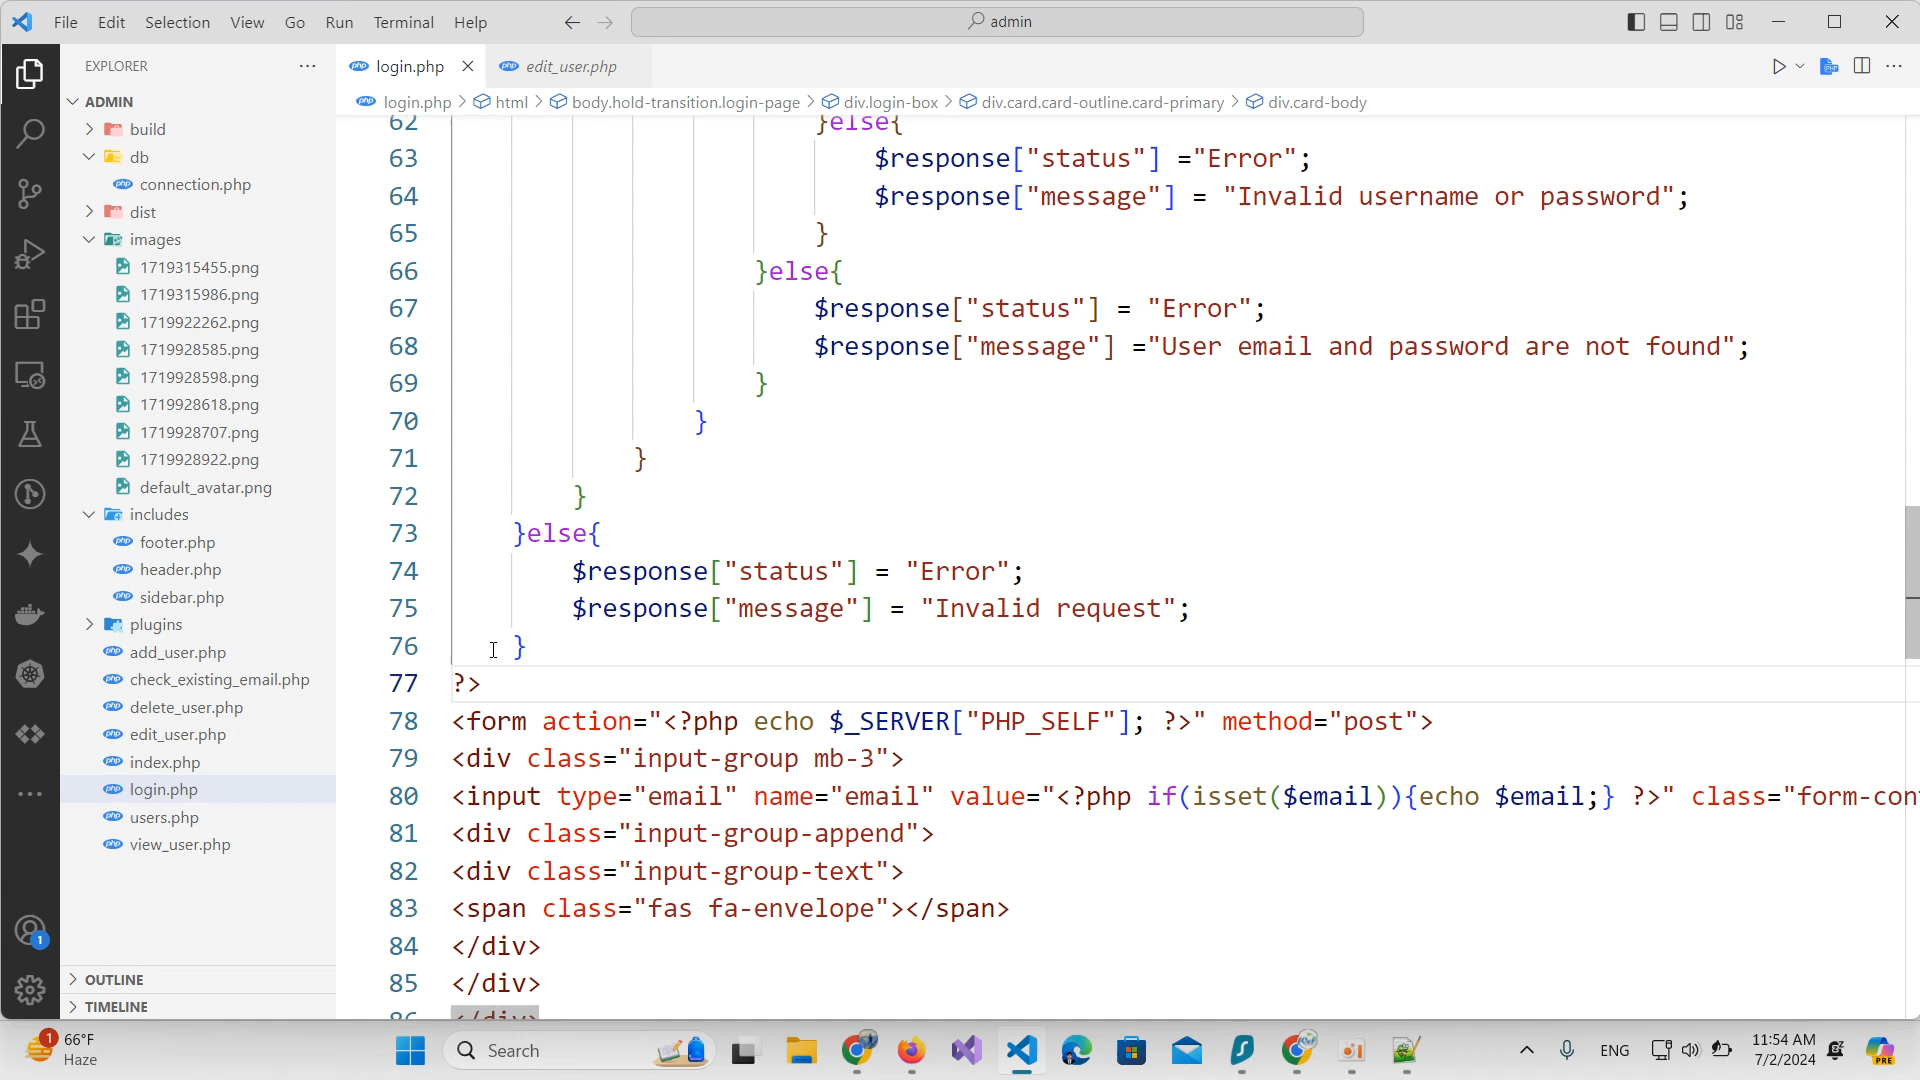 File Edit Selection View Go Run Terminal Help
admin
EXPLORER
login.php
edit_user.php
login.php > html > body.hold-transition.login-page > div.login-box > div.card.card-outline.card-primary > div.card-body
ADMIN
build
db
connection.php
dist
images
1719315455.png
1719315986.png
1719922262.png
1719928585.png
1719928598.png
1719928618.png
1719928707.png
1719928922.png
default_avatar.png
includes
footer.php
header.php
sidebar.php
plugins
add_user.php
check_existing_email.php
delete_user.php
edit_user.php
index.php
login.php
users.php
view_user.php
OUTLINE
TIMELINE
62 }else{
63 $response["status"] ="Error";
64 $response["message"] = "Invalid username or password";
65 }
66 }else{
67 $response["status"] = "Error";
68 $response["message"] ="User email and password are not found";
69 }
70 }
71 }
72 }
73 }else{
74 $response["status"] = "Error";
75 $response["message"] = "Invalid request";
76 }
77 ?>
78 <form action="<?php echo $_SERVER["PHP_SELF"]; ?>" method="post">
79 <div class="input-group mb-3">
80 <input type="email" name="email" value="<?php if(isset($email)){echo $email;} ?>" class="form-con
81 <div class="input-group-append">
82 <div class="input-group-text">
83 <span class="fas fa-envelope"></span>
84 </div>
85 </div>
86 </div>
1
1
66°F
Haze
Search
ENG
11:54 AM
7/2/2024
PRE